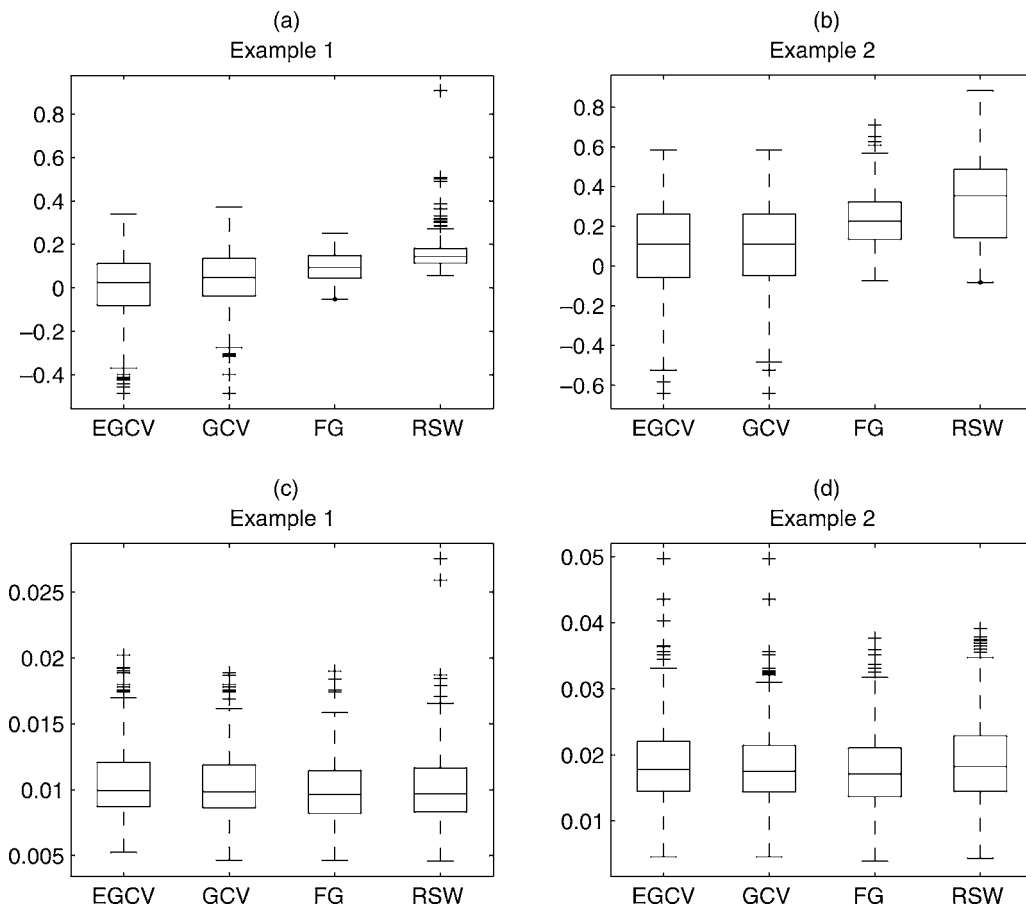 (a)
Example 1
0.8
0.6
0.4
0.2
0
−0.2
−0.4
EGCV GCV FG RSW
(b)
Example 2
0.8
0.6
0.4
0.2
0
−0.2
−0.4
−0.6
EGCV GCV FG RSW
(c)
Example 1
0.025
0.02
0.015
0.01
0.005
EGCV GCV FG RSW
(d)
Example 2
0.05
0.04
0.03
0.02
0.01
EGCV GCV FG RSW